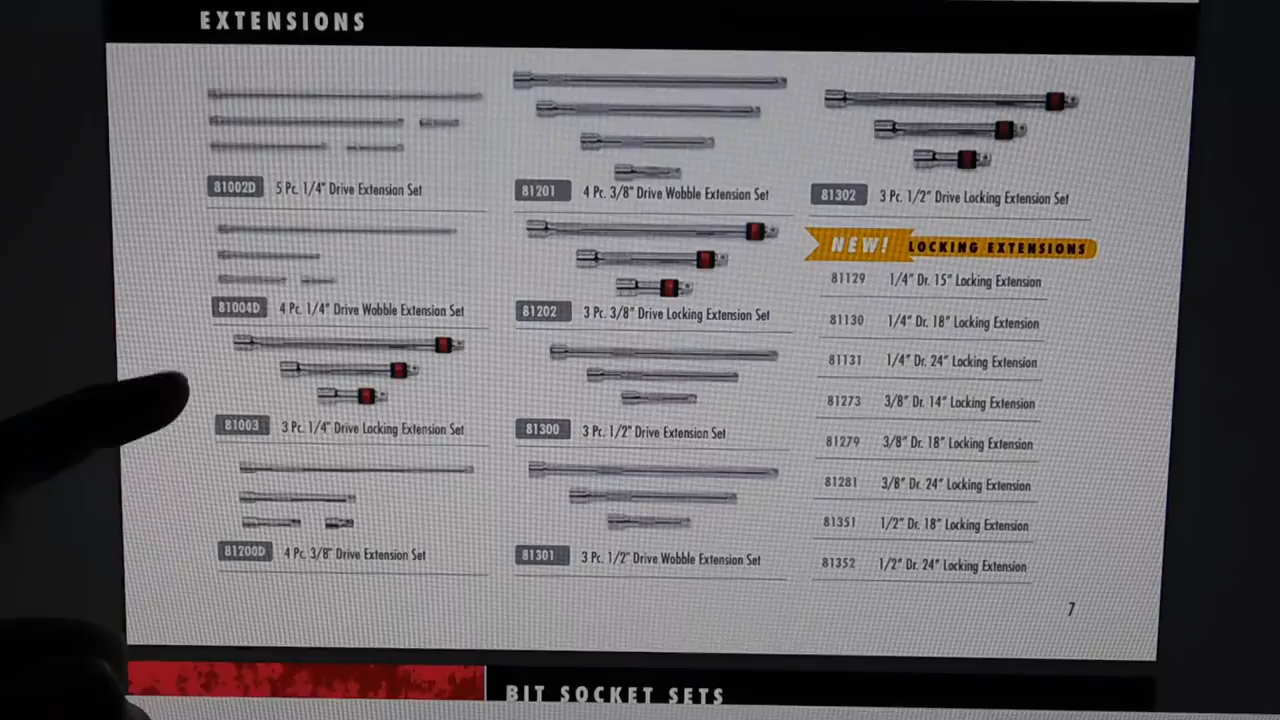 EXTENSIONS
81002D 5 Pc. 1/4" Drive Extension Set
81004D 4 Pc. 1/4" Drive Wobble Extension Set
81003 3 Pc. 1/4" Drive Locking Extension Set
81200D 4 Pc. 3/8" Drive Extension Set
81201 4 Pc. 3/8" Drive Wobble Extension Set
81202 3 Pc. 3/8" Drive Locking Extension Set
81300 3 Pc. 1/2" Drive Extension Set
81301 3 Pc. 1/2" Drive Wobble Extension Set
81302 3 Pc. 1/2" Drive Locking Extension Set
NEW! LOCKING EXTENSIONS
81129 1/4" Dr. 15" Locking Extension
81130 1/4" Dr. 18" Locking Extension
81131 1/4" Dr. 24" Locking Extension
81273 3/8" Dr. 14" Locking Extension
81279 3/8" Dr. 18" Locking Extension
81281 3/8" Dr. 24" Locking Extension
81351 1/2" Dr. 18" Locking Extension
81352 1/2" Dr. 24" Locking Extension
7
BIT SOCKET SETS